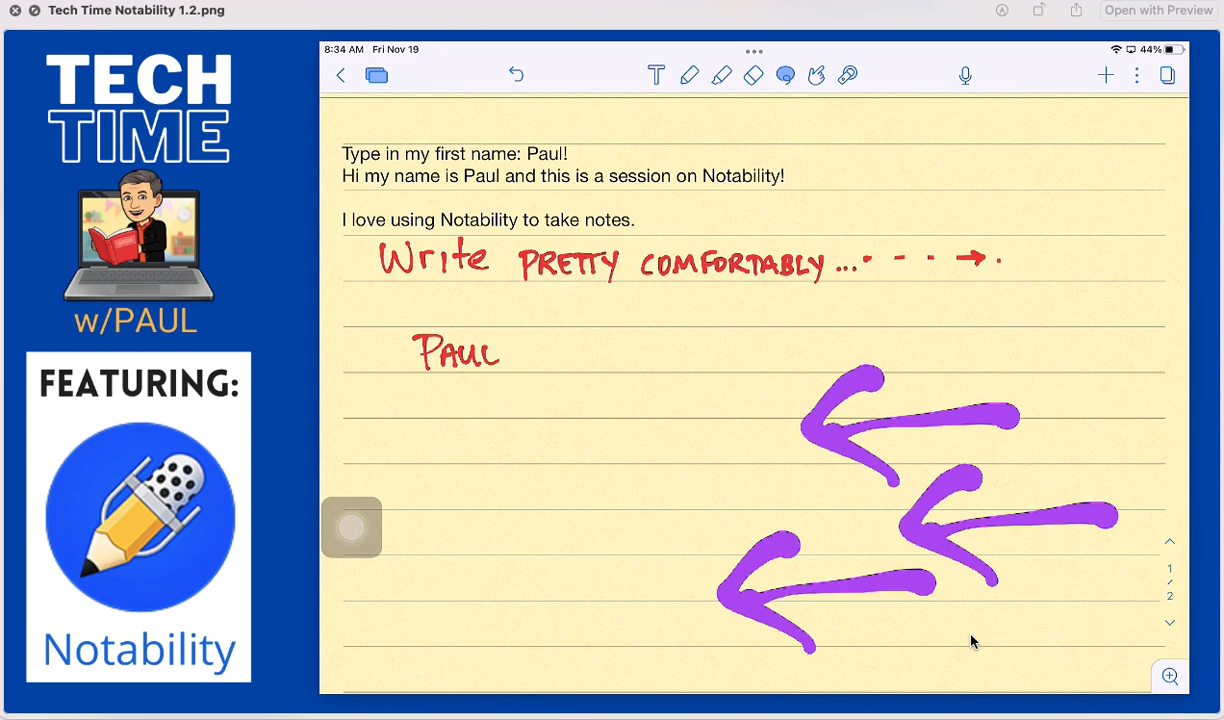 Tech Time Notability 1.2.png
Open with Preview
TECH
TIME
w/PAUL
FEATURING:
Notability
8:34 AM Fri Nov 19
44%
Type in my first name: Paul!
Hi my name is Paul and this is a session on Notability!
I love using Notability to take notes.
Write PRETTY COMFORTABLY...
PAUL
1
/
2